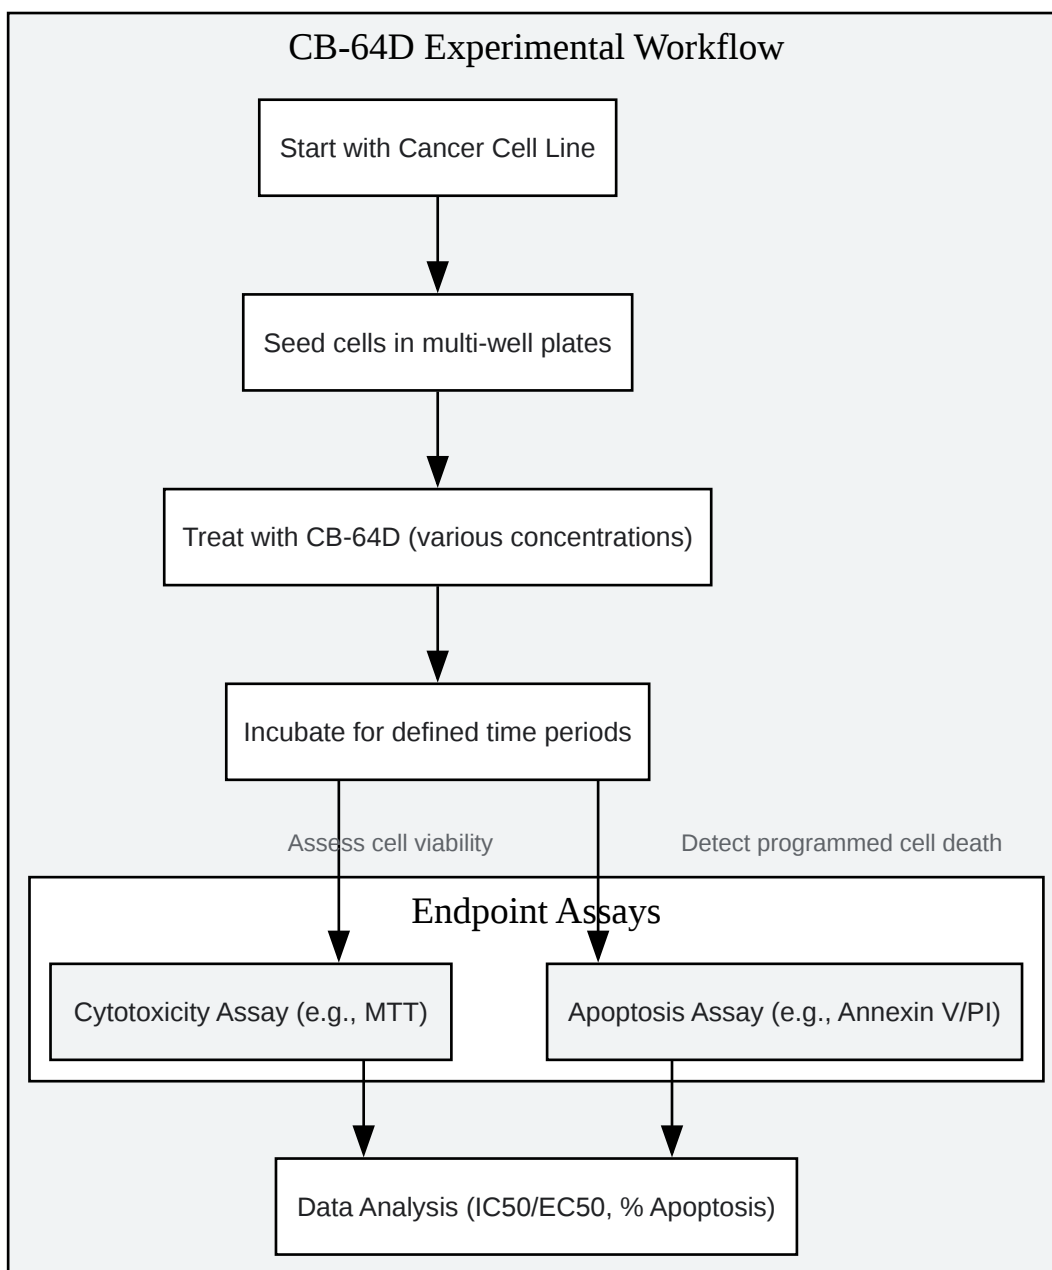 CB-64D Experimental Workflow
Start with Cancer Cell Line
Seed cells in multi-well plates
Treat with CB-64D (various concentrations)
Incubate for defined time periods
Assess cell viability
Detect programmed cell death
Endpoint Assays
Cytotoxicity Assay (e.g., MTT)
Apoptosis Assay (e.g., Annexin V/PI)
Data Analysis (IC50/EC50, % Apoptosis)